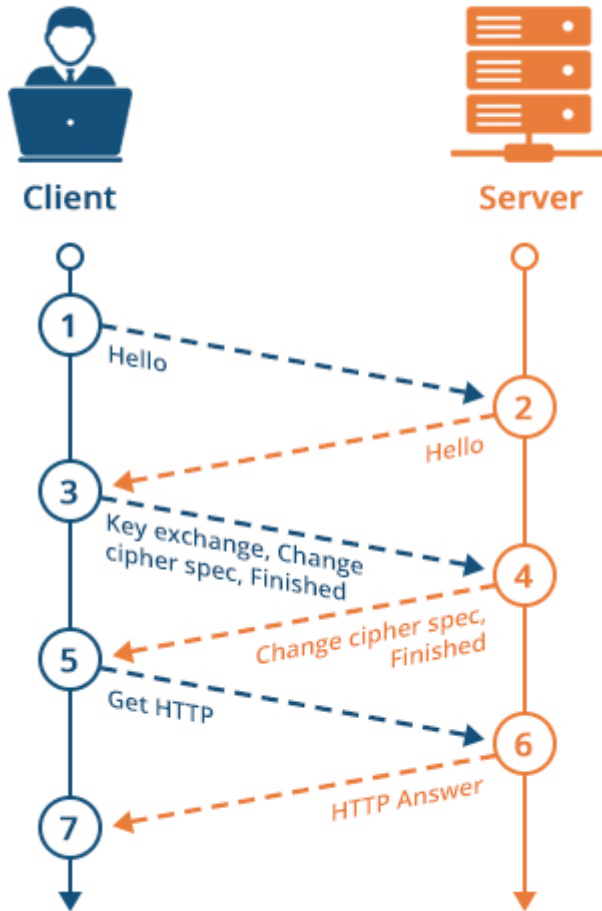 Client
Server
1
Hello
2
Hello
3
Key exchange, Change
cipher spec, Finished
4
Change cipher spec,
Finished
5
Get HTTP
6
HTTP Answer
7